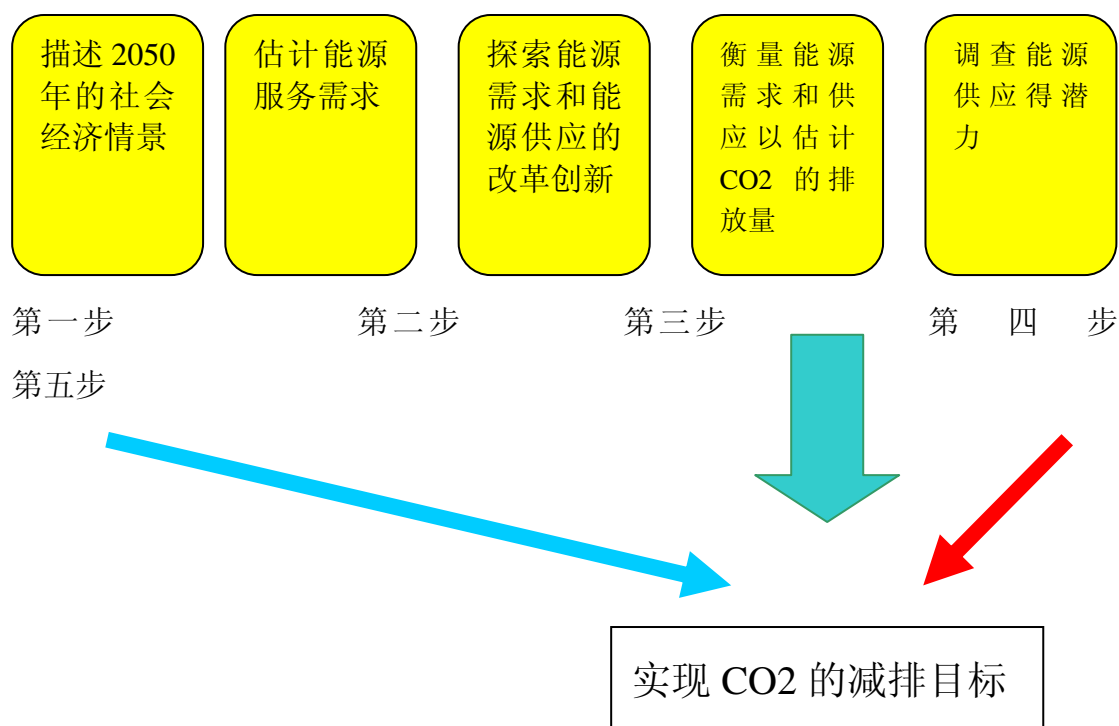 描述 2050
年的社会
经济情景
估计能源
服务需求
探索能源
需求和能
源供应的
改革创新
衡量能源
需求和供
应以估计
CO2 的排
放量
调查能源
供应得潜
力
第一步 第二步 第三步 第四步
第五步
实现 CO2 的减排目标